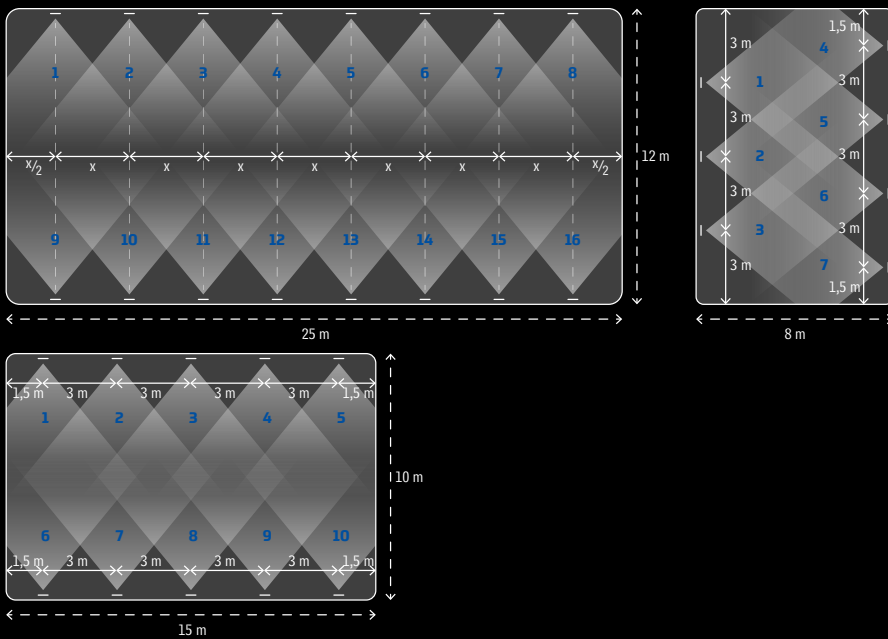 1 2 3 4 5 6 7 8
x/2 x x x x x x x/2
9 10 11 12 13 14 15 16
12 m
25 m
1,5 m
3 m
4
1
3 m
3 m
5
2
3 m
3 m
6
3
3 m
3 m
7
1,5 m
8 m
1,5 m 3 m 3 m 3 m 3 m 1,5 m
1 2 3 4 5
10 m
6 7 8 9 10
1,5 m 3 m 3 m 3 m 3 m 1,5 m
15 m